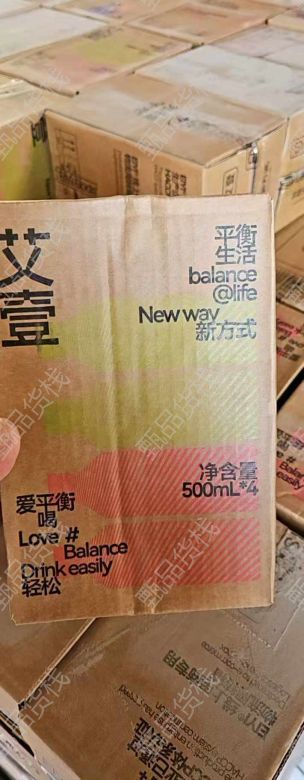 艾壹
平衡
生活
balance
@life
New way
新方式
净含量
500mL*4
爱平衡
喝
Love #
Balance
Drink easily
轻松
甄品货栈